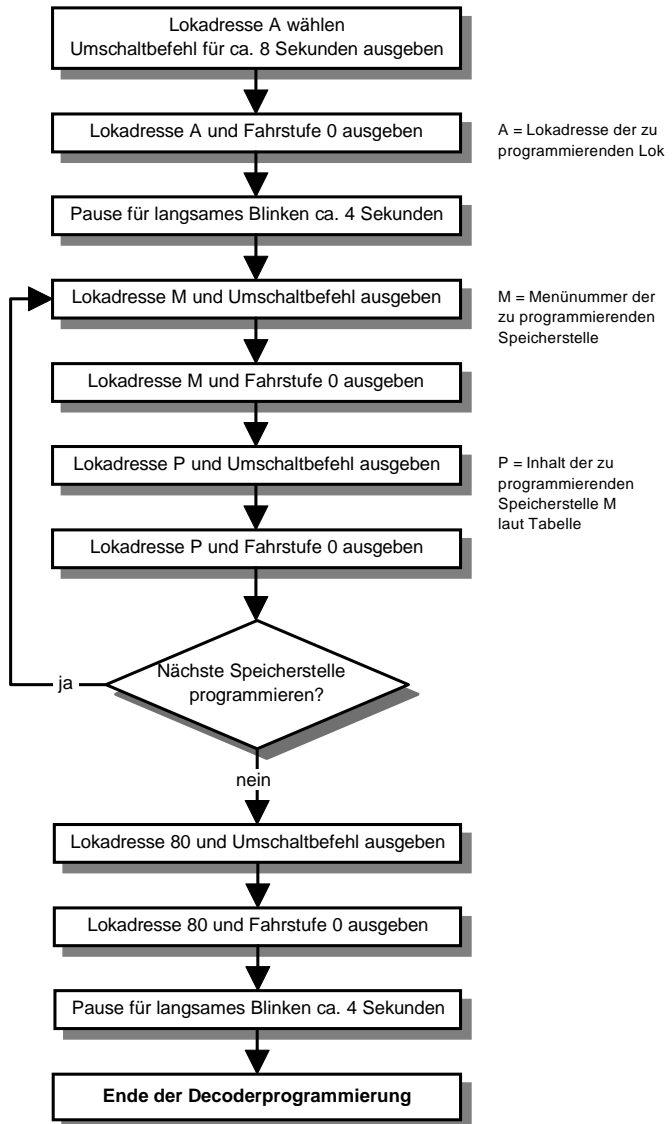 Lokadresse A wählen
Umschaltbefehl für ca. 8 Sekunden ausgeben
Lokadresse A und Fahrstufe 0 ausgeben
A = Lokadresse der zu
programmierenden Lok
Pause für langsames Blinken ca. 4 Sekunden
Lokadresse M und Umschaltbefehl ausgeben
M = Menünummer der
zu programmierenden
Speicherstelle
Lokadresse M und Fahrstufe 0 ausgeben
Lokadresse P und Umschaltbefehl ausgeben
P = Inhalt der zu
programmierenden
Speicherstelle M
laut Tabelle
Lokadresse P und Fahrstufe 0 ausgeben
Nächste Speicherstelle
programmieren?
ja
nein
Lokadresse 80 und Umschaltbefehl ausgeben
Lokadresse 80 und Fahrstufe 0 ausgeben
Pause für langsames Blinken ca. 4 Sekunden
Ende der Decoderprogrammierung